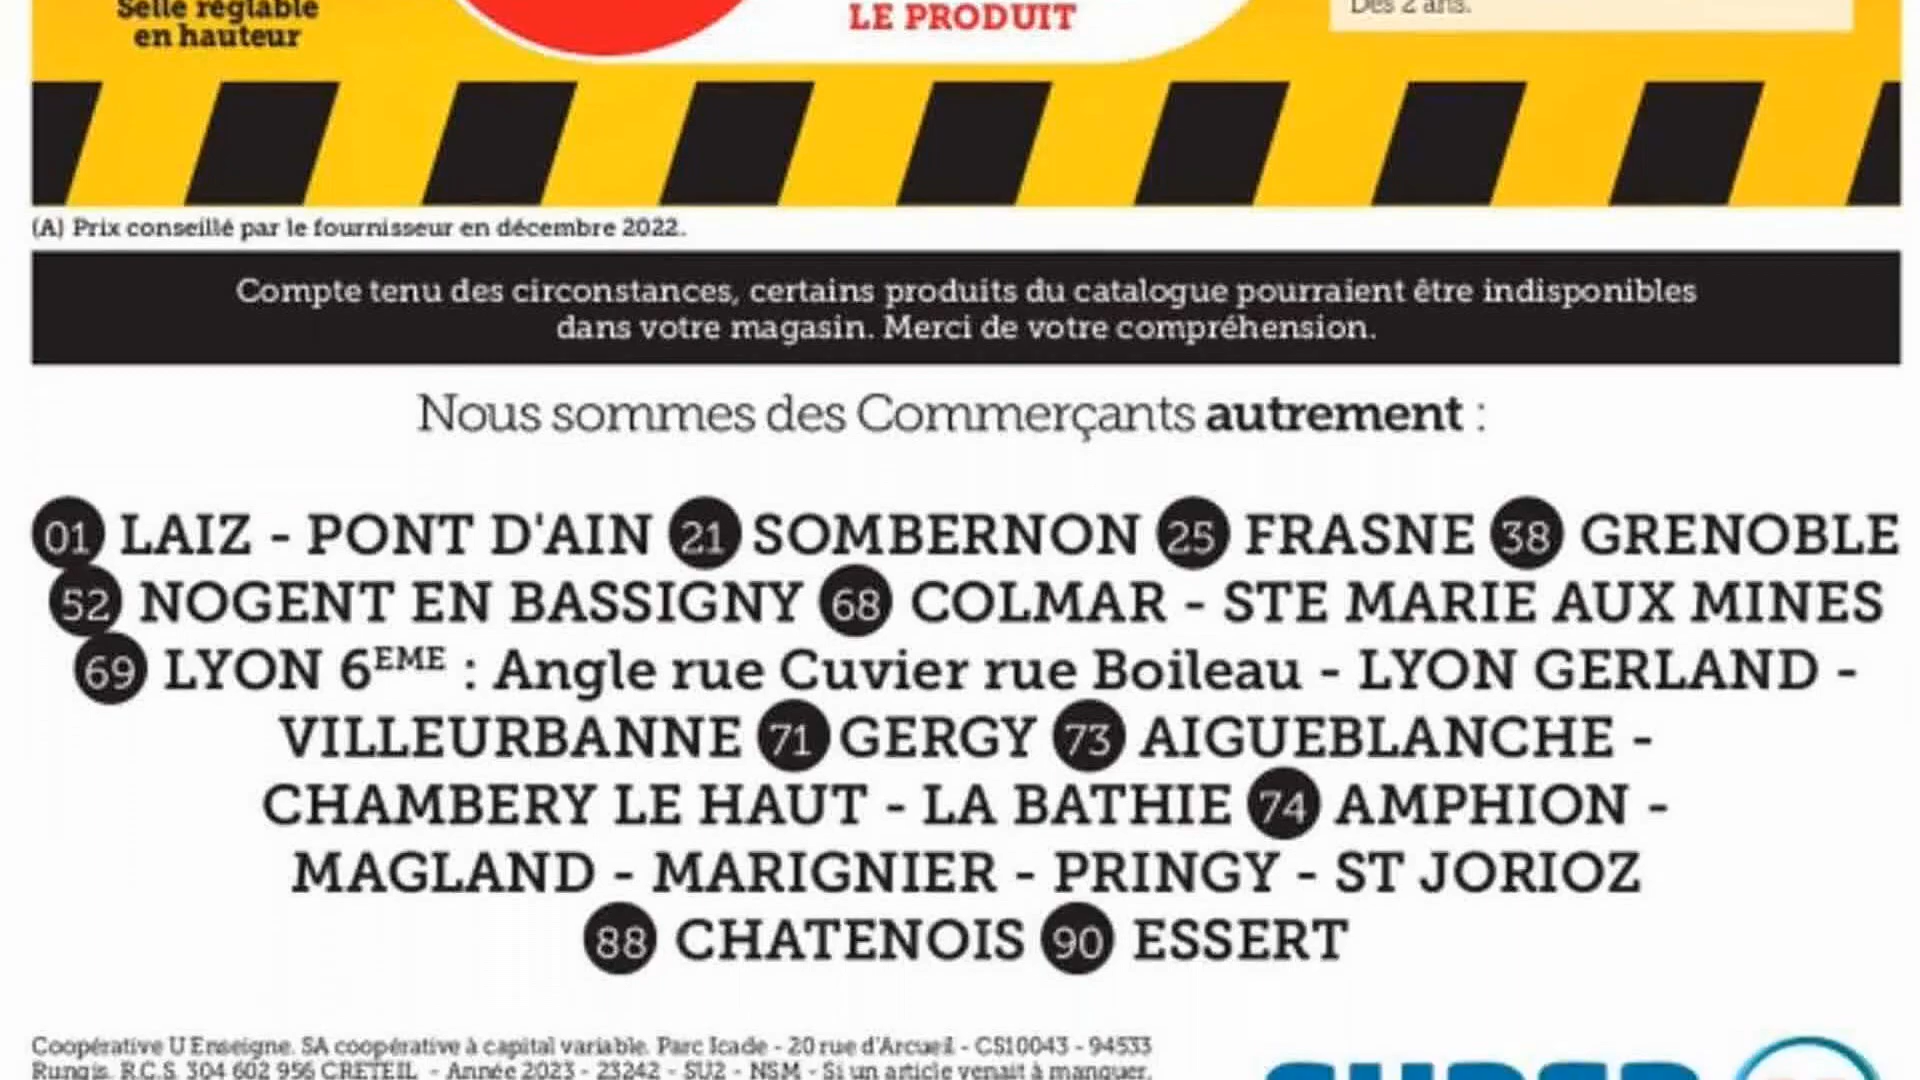 Selle réglable
en hauteur
LE PRODUIT
Dès 2 ans.
(A) Prix conseillé par le fournisseur en décembre 2022.
Compte tenu des circonstances, certains produits du catalogue pourraient être indisponibles
dans votre magasin. Merci de votre compréhension.
Nous sommes des Commerçants autrement :
01 LAIZ - PONT D'AIN 21 SOMBERNON 25 FRASNE 38 GRENOBLE
52 NOGENT EN BASSIGNY 68 COLMAR - STE MARIE AUX MINES
69 LYON 6EME : Angle rue Cuvier rue Boileau - LYON GERLAND -
VILLEURBANNE 71 GERGY 73 AIGUEBLANCHE -
CHAMBERY LE HAUT - LA BATHIE 74 AMPHION -
MAGLAND - MARIGNIER - PRINGY - ST JORIOZ
88 CHATENOIS 90 ESSERT
Coopérative U Enseigne. SA coopérative à capital variable. Parc Icade - 20 rue d'Arcueil - CS10043 - 94533
Rungis. R.C.S. 304 602 956 CRETEIL - Année 2023 - 23242 - SU2 - NSM - Si un article venait à manquer,
SUPER